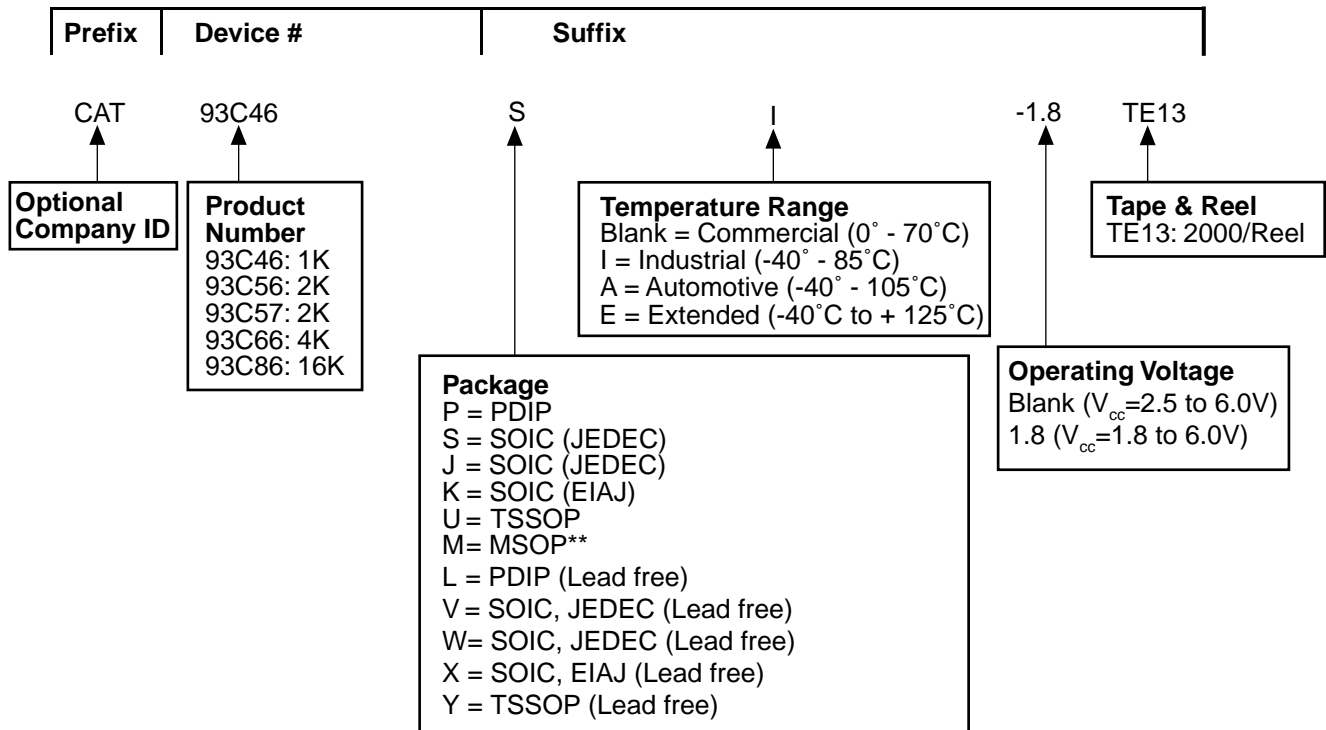 Prefix Device # Suffix
CAT 93C46 S I -1.8 TE13
Optional
Company ID
Product
Number
93C46: 1K
93C56: 2K
93C57: 2K
93C66: 4K
93C86: 16K
Temperature Range
Blank = Commercial (0˚ - 70˚C)
I = Industrial (-40˚ - 85˚C)
A = Automotive (-40˚ - 105˚C)
E = Extended (-40˚C to + 125˚C)
Tape & Reel
TE13: 2000/Reel
Package
P = PDIP
S = SOIC (JEDEC)
J = SOIC (JEDEC)
K = SOIC (EIAJ)
U = TSSOP
M= MSOP**
L = PDIP (Lead free)
V = SOIC, JEDEC (Lead free)
W= SOIC, JEDEC (Lead free)
X = SOIC, EIAJ (Lead free)
Y = TSSOP (Lead free)
Operating Voltage
Blank (Vcc=2.5 to 6.0V)
1.8 (Vcc=1.8 to 6.0V)